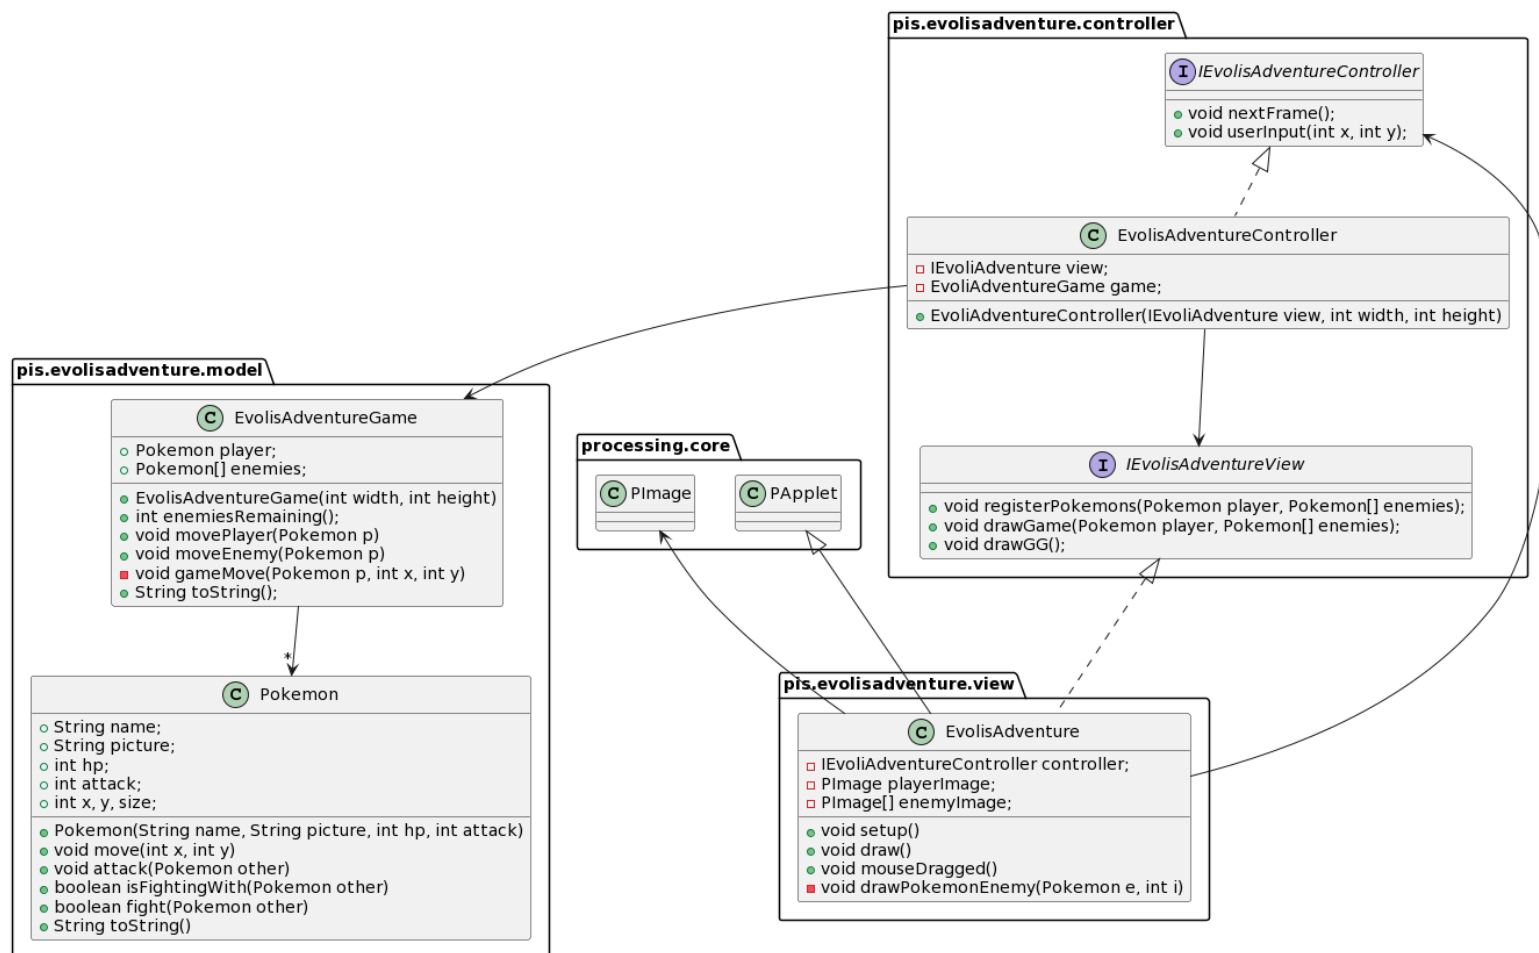 pis.evolisadventure.controller
I IEvolisAdventureController
void nextFrame();
void userInput(int x, int y);
C EvolisAdventureController
IEvoliAdventure view;
EvoliAdventureGame game;
EvoliAdventureController(IEvoliAdventure view, int width, int height)
I IEvolisAdventureView
void registerPokemons(Pokemon player, Pokemon[] enemies);
void drawGame(Pokemon player, Pokemon[] enemies);
void drawGG();
pis.evolisadventure.model
C EvolisAdventureGame
Pokemon player;
Pokemon[] enemies;
EvolisAdventureGame(int width, int height)
int enemiesRemaining();
void movePlayer(Pokemon p)
void moveEnemy(Pokemon p)
void gameMove(Pokemon p, int x, int y)
String toString();
*
C Pokemon
String name;
String picture;
int hp;
int attack;
int x, y, size;
Pokemon(String name, String picture, int hp, int attack)
void move(int x, int y)
void attack(Pokemon other)
boolean isFightingWith(Pokemon other)
boolean fight(Pokemon other)
String toString()
processing.core
C PImage
C PApplet
pis.evolisadventure.view
C EvolisAdventure
IEvoliAdventureController controller;
PImage playerImage;
PImage[] enemyImage;
void setup()
void draw()
void mouseDragged()
void drawPokemonEnemy(Pokemon e, int i)